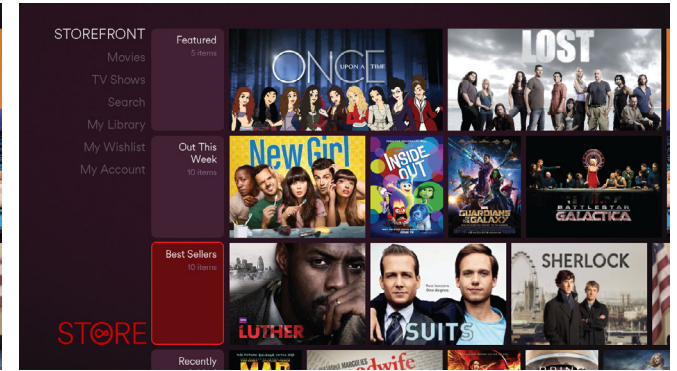 STOREFRONT
Movies
TV Shows
Search
My Library
My Wishlist
My Account
STORE
Featured
5 items
ONCE
UPON A TIME
LOST
Out This
Week
10 items
New Girl
INSIDE
OUT
GUARDIANS
OF THE
GALAXY
BATTLESTAR
GALACTICA
Best Sellers
10 items
LUTHER
SUITS
SHERLOCK
Recently